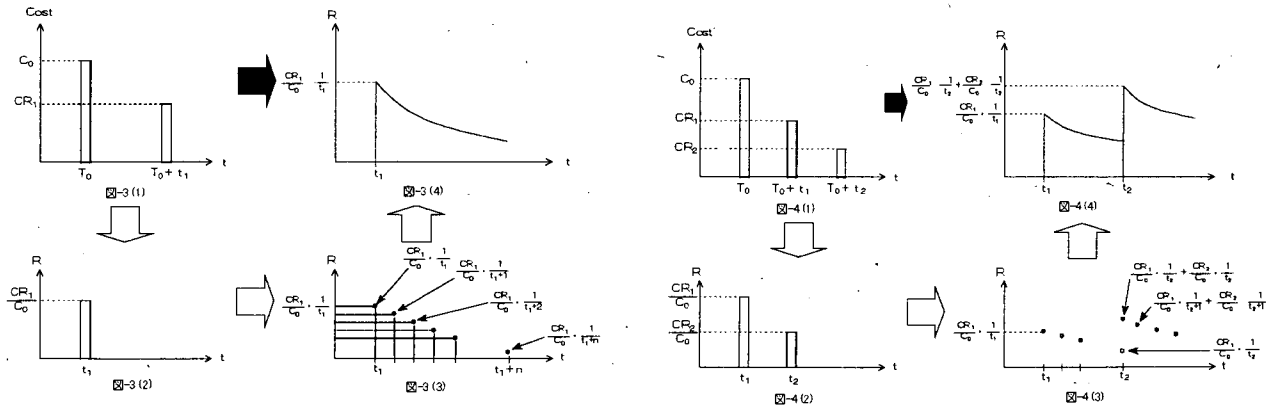 Cost
C₀
CR₁
T₀
T₀ + t₁
t
図-3(1)
R
CR₁/C₀ · 1/t₁
t₁
t
図-3(4)
R
CR₁/C₀
t₁
t
図-3(2)
R
CR₁/C₀ · 1/t₁
CR₁/C₀ · 1/t₁
CR₁/C₀ · 1/t₁+1
CR₁/C₀ · 1/t₁+2
CR₁/C₀ · 1/t₁+n
t₁
t₁+n
t
図-3(3)
Cost
C₀
CR₁
CR₂
T₀
T₀ + t₁
T₀ + t₂
t
図-4(1)
R
CR₁/C₀ · 1/t₂ + CR₂/C₀ · 1/t₂
CR₁/C₀ · 1/t₁
t₁
t₂
t
図-4(4)
R
CR₁/C₀
CR₂/C₀
t₁
t₂
t
図-4(2)
R
CR₁/C₀ · 1/t₂ + CR₂/C₀ · 1/t₂
CR₁/C₀ · 1/t₂+1 + CR₂/C₀ · 1/t₂+1
CR₁/C₀ · 1/t₁
CR₁/C₀ · 1/t₂
t₁
t₂
t
図-4(3)